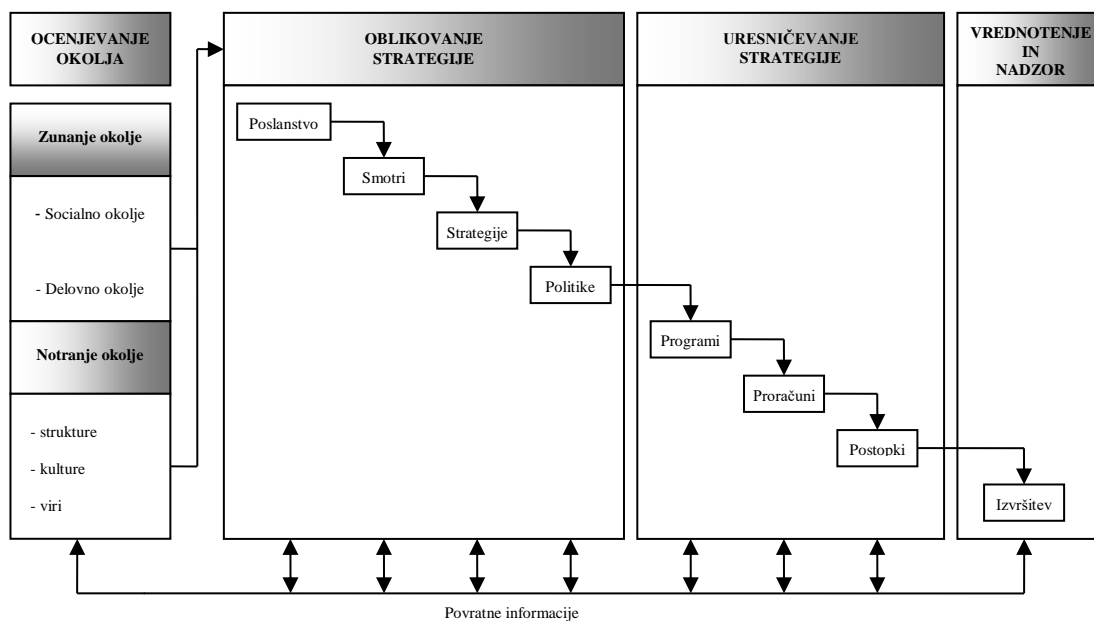 OCENJEVANJE
OKOLJA
Zunanje okolje
- Socialno okolje
- Delovno okolje
Notranje okolje
- strukture
- kulture
- viri
OBLIKOVANJE
STRATEGIJE
Poslanstvo
Smotri
Strategije
Politike
URESNIČEVANJE
STRATEGIJE
Programi
Proračuni
Postopki
VREDNOTENJE
IN
NADZOR
Izvršitev
Povratne informacije